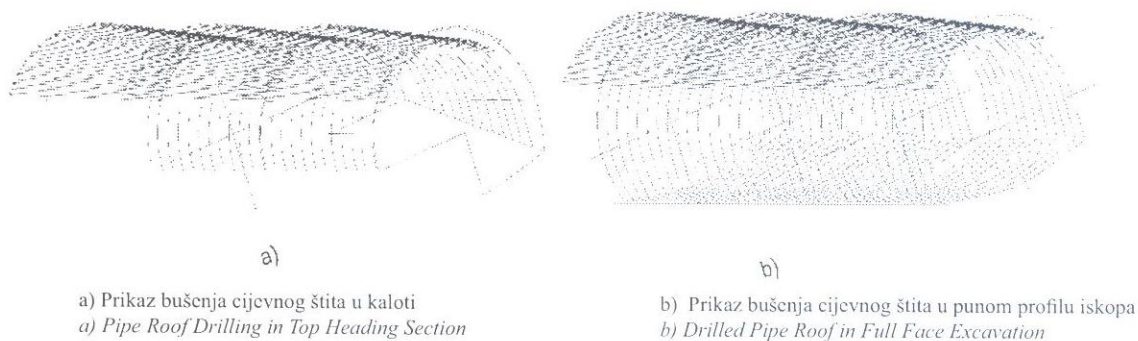 a)
b)
a) Prikaz bušenja cijevnog štita u kaloti
a) Pipe Roof Drilling in Top Heading Section
b) Prikaz bušenja cijevnog štita u punom profilu iskopa
b) Drilled Pipe Roof in Full Face Excavation